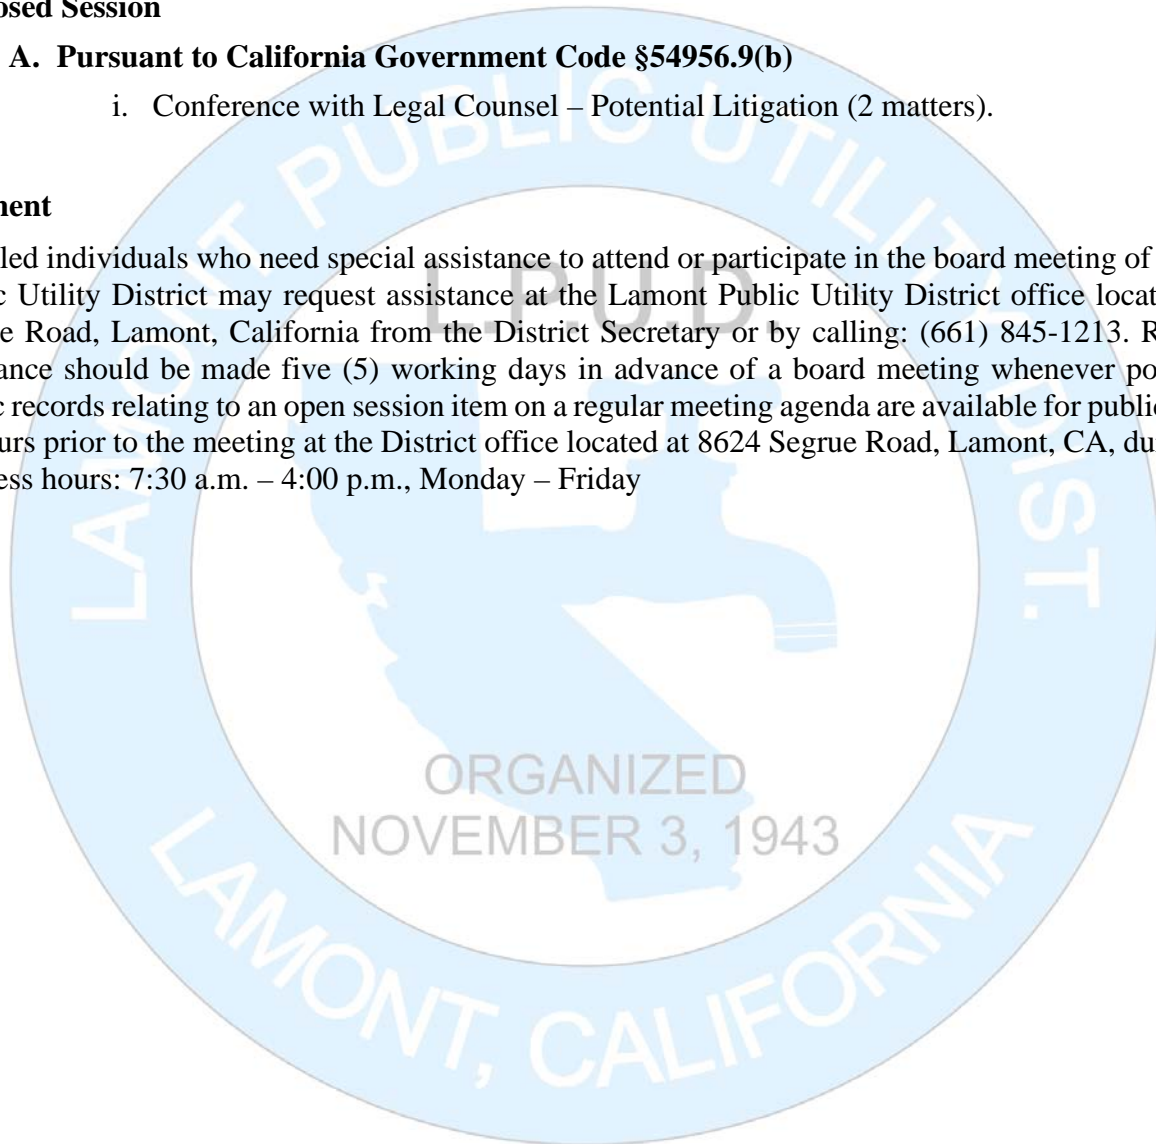 osed Session
A. Pursuant to California Government Code §54956.9(b)
i. Conference with Legal Counsel – Potential Litigation (2 matters).
nent
led individuals who need special assistance to attend or participate in the board meeting of
c Utility District may request assistance at the Lamont Public Utility District office locat
e Road, Lamont, California from the District Secretary or by calling: (661) 845-1213. R
ance should be made five (5) working days in advance of a board meeting whenever po
c records relating to an open session item on a regular meeting agenda are available for public
urs prior to the meeting at the District office located at 8624 Segrue Road, Lamont, CA, du
ess hours: 7:30 a.m. – 4:00 p.m., Monday – Friday
LAMONT PUBLIC UTILITY DIST.
L.P.U.D.
ORGANIZED
NOVEMBER 3, 1943
LAMONT, CALIFORNIA